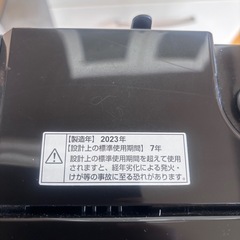 【製造年】2023年
【設計上の標準使用期間】7年
設計上の標準使用期間を超えて使用
されますと、経年劣化による発火・
けが等の事故に至る恐れがあります。